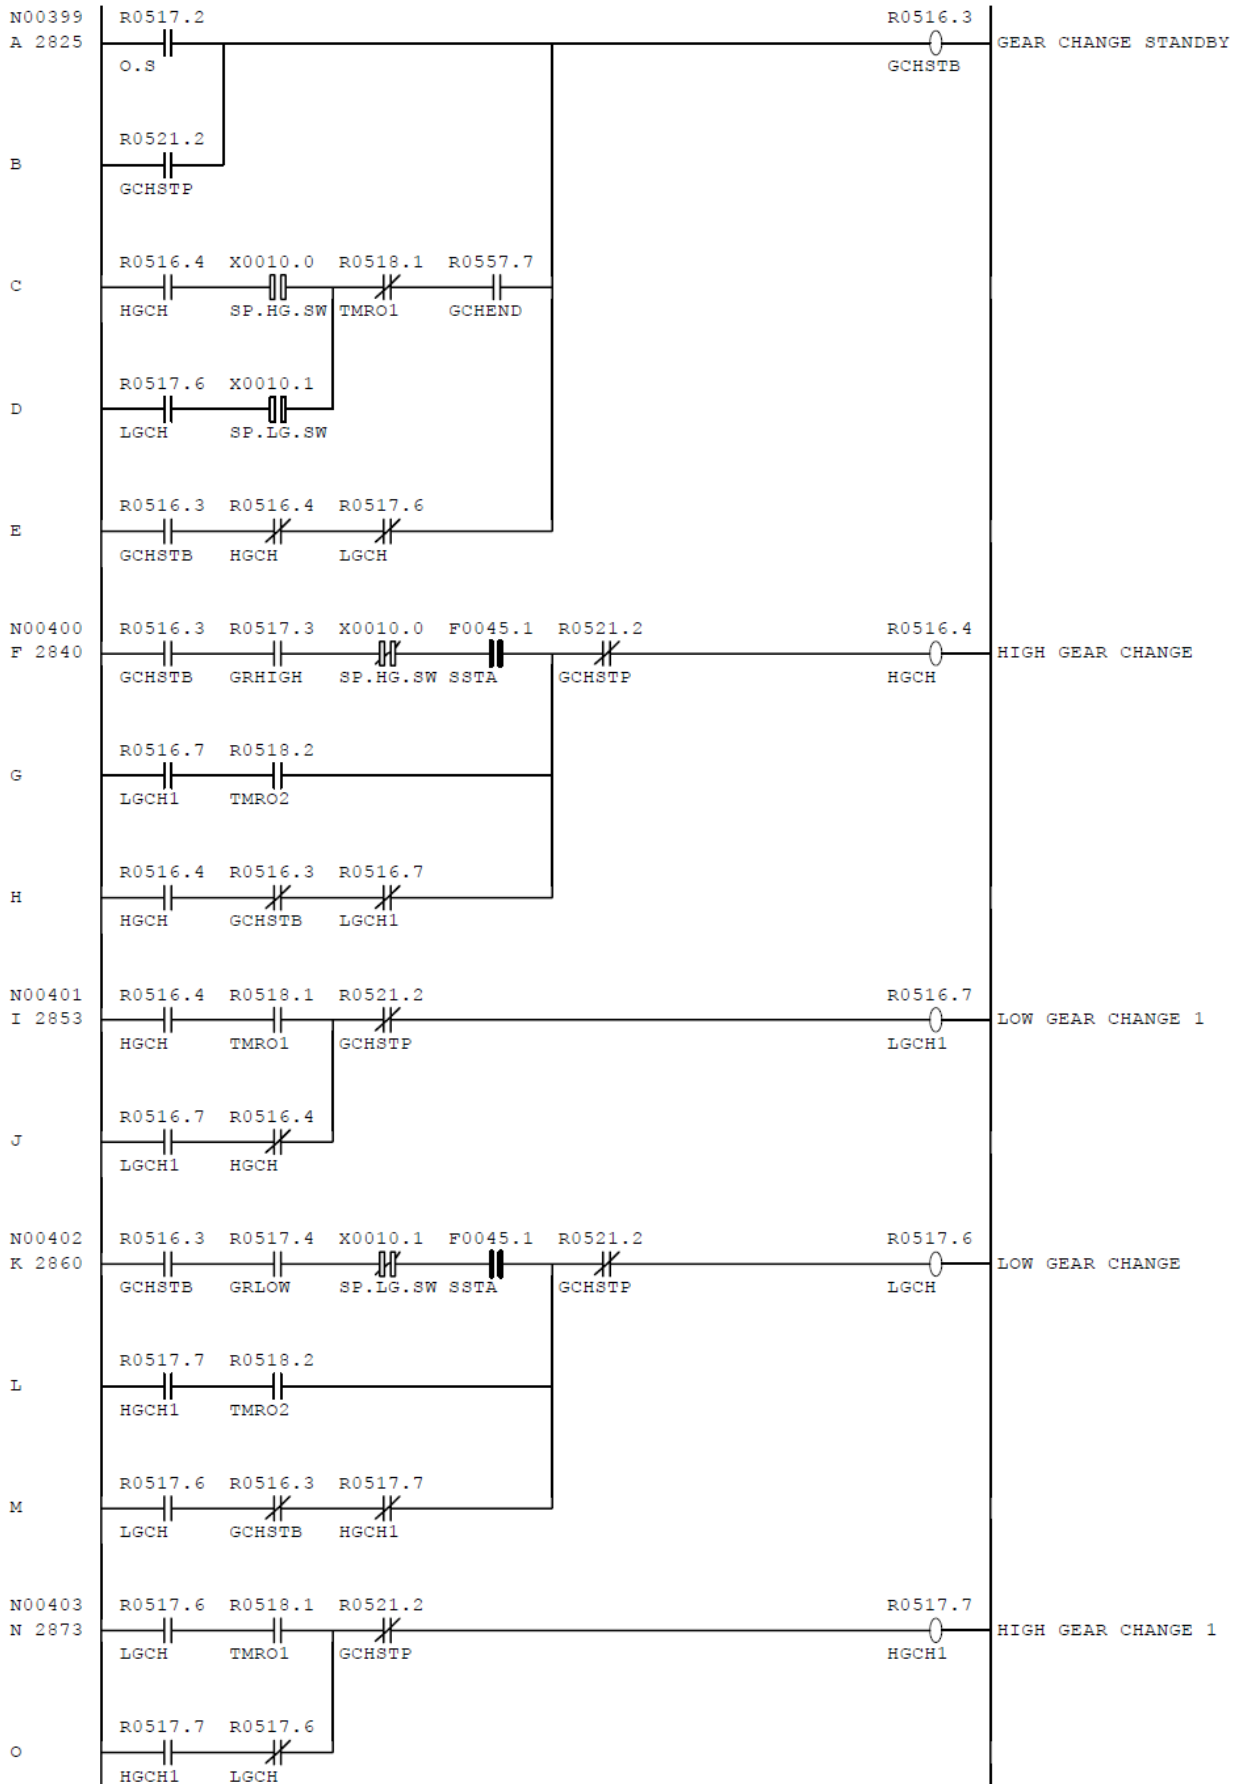 N00399 R0517.2 R0516.3
A 2825 GEAR CHANGE STANDBY
O.S GCHSTB
R0521.2
B
GCHSTP
R0516.4 X0010.0 R0518.1 R0557.7
C
HGCH SP.HG.SW TMRO1 GCHEND
R0517.6 X0010.1
D
LGCH SP.LG.SW
R0516.3 R0516.4 R0517.6
E
GCHSTB HGCH LGCH
N00400 R0516.3 R0517.3 X0010.0 F0045.1 R0521.2 R0516.4
F 2840 HIGH GEAR CHANGE
GCHSTB GRHIGH SP.HG.SW SSTA GCHSTP HGCH
R0516.7 R0518.2
G
LGCH1 TMRO2
R0516.4 R0516.3 R0516.7
H
HGCH GCHSTB LGCH1
N00401 R0516.4 R0518.1 R0521.2 R0516.7
I 2853 LOW GEAR CHANGE 1
HGCH TMRO1 GCHSTP LGCH1
R0516.7 R0516.4
J
LGCH1 HGCH
N00402 R0516.3 R0517.4 X0010.1 F0045.1 R0521.2 R0517.6
K 2860 LOW GEAR CHANGE
GCHSTB GRLOW SP.LG.SW SSTA GCHSTP LGCH
R0517.7 R0518.2
L
HGCH1 TMRO2
R0517.6 R0516.3 R0517.7
M
LGCH GCHSTB HGCH1
N00403 R0517.6 R0518.1 R0521.2 R0517.7
N 2873 HIGH GEAR CHANGE 1
LGCH TMRO1 GCHSTP HGCH1
R0517.7 R0517.6
O
HGCH1 LGCH